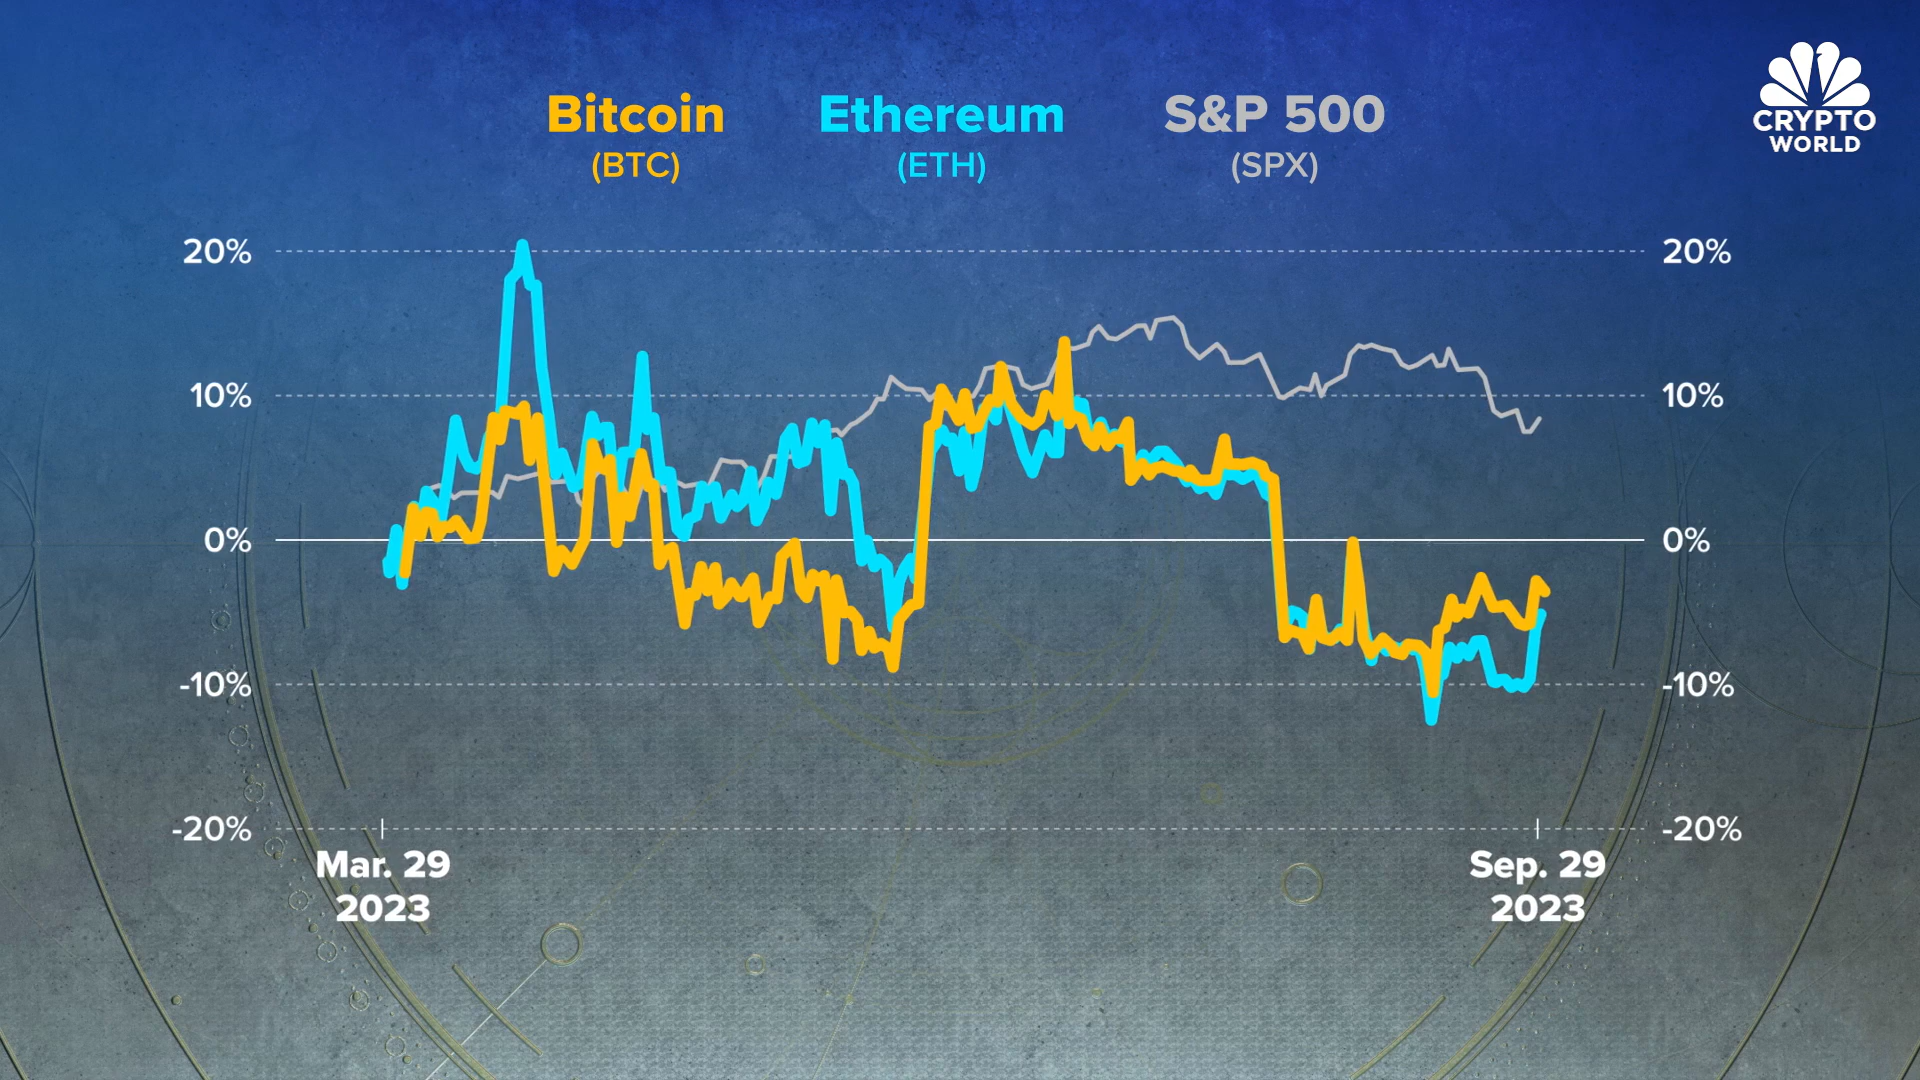 Bitcoin
(BTC)
Ethereum
(ETH)
S&P 500
(SPX)
CRYPTO
WORLD
20%
20%
10%
10%
0%
0%
-10%
-10%
-20%
-20%
Mar. 29
2023
Sep. 29
2023